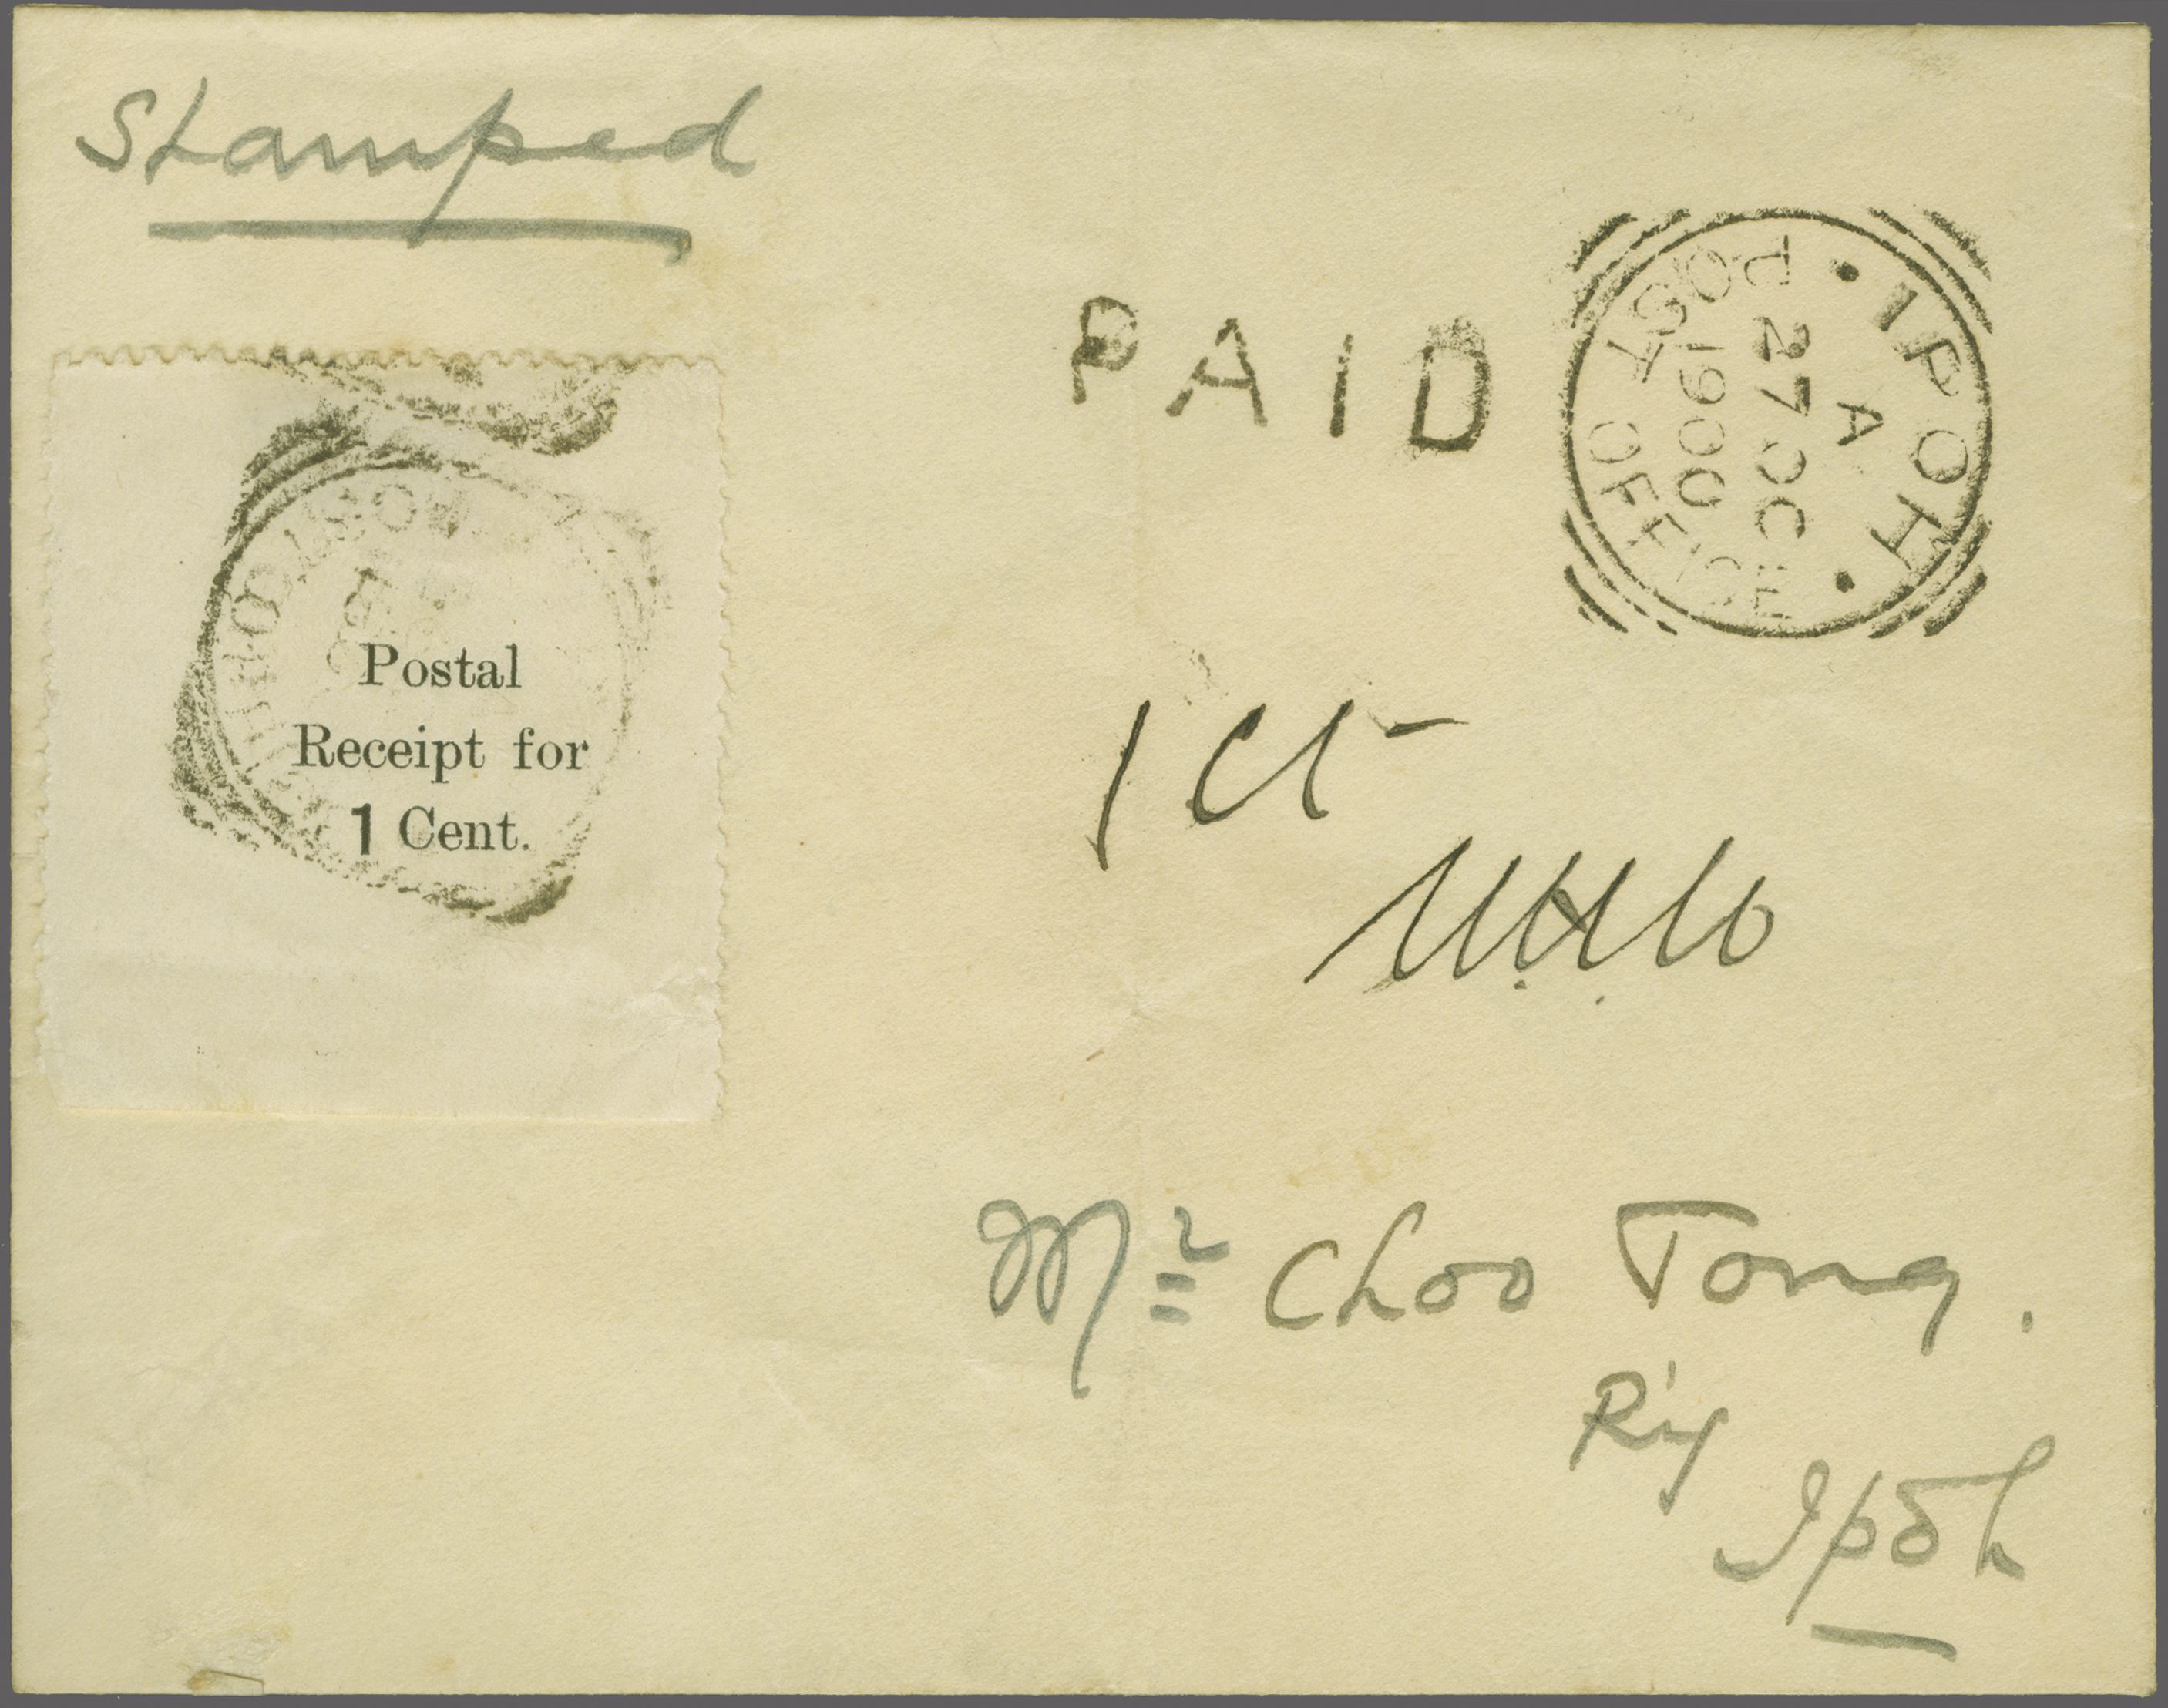 Stamped
PAID
IPOH
A
27 OC
1900
POST OFFICE
Postal
Receipt for
1 Cent.
1 ct
Mr Choo Tong.
Ipoh